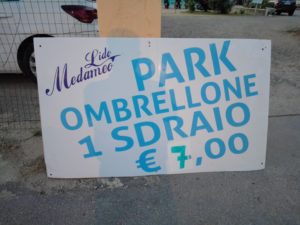 Lido
Medameo
PARK
OMBRELLONE
1 SDRAIO
€ 7,00